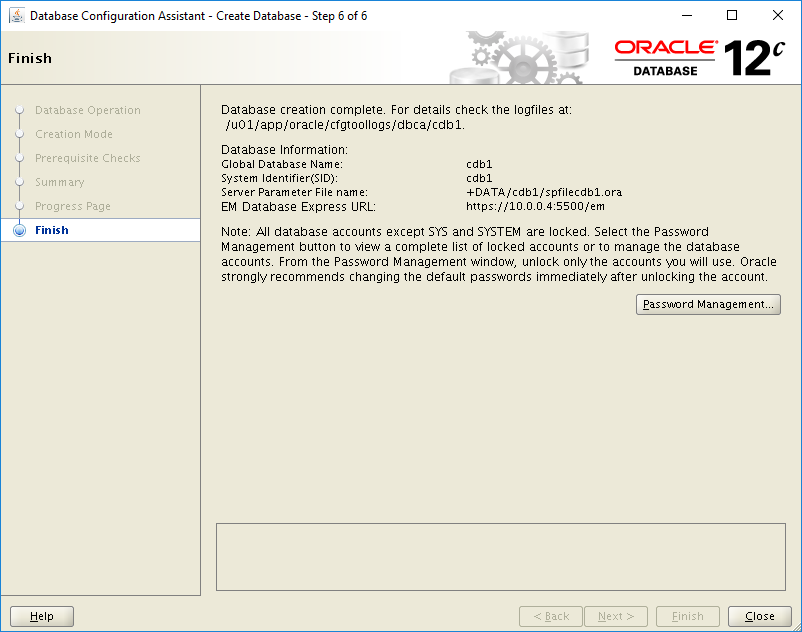 Database Configuration Assistant - Create Database - Step 6 of 6
Finish
ORACLE®
DATABASE
12c
Database Operation
Creation Mode
Prerequisite Checks
Summary
Progress Page
Finish
Database creation complete. For details check the logfiles at:
/u01/app/oracle/cfgtoollogs/dbca/cdb1.
Database Information:
Global Database Name: cdb1
System Identifier(SID): cdb1
Server Parameter File name: +DATA/cdb1/spfilecdb1.ora
EM Database Express URL: https://10.0.0.4:5500/em
Note: All database accounts except SYS and SYSTEM are locked. Select the Password
Management button to view a complete list of locked accounts or to manage the database
accounts. From the Password Management window, unlock only the accounts you will use. Oracle
strongly recommends changing the default passwords immediately after unlocking the account.
Password Management...
Help
< Back
Next >
Finish
Close